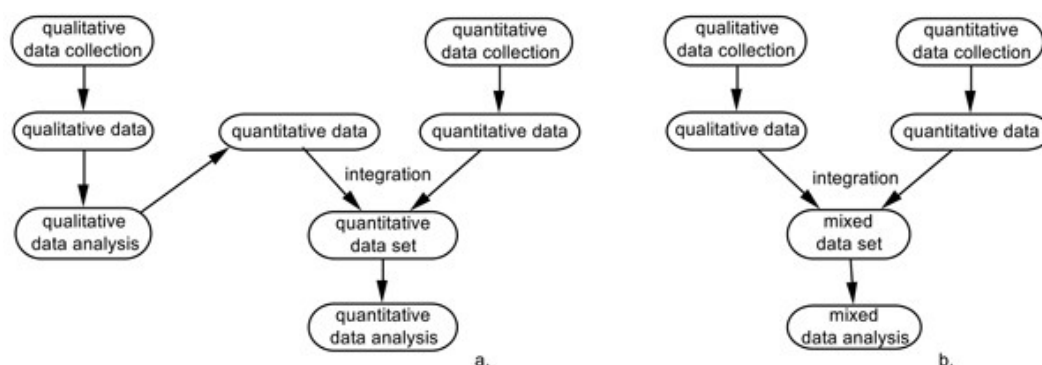 qualitative
data collection
quantitative
data collection
qualitative
data collection
quantitative
data collection
qualitative data
quantitative data
quantitative data
qualitative data
quantitative data
integration
integration
qualitative
data analysis
quantitative
data set
mixed
data set
quantitative
data analysis
mixed
data analysis
a.
b.